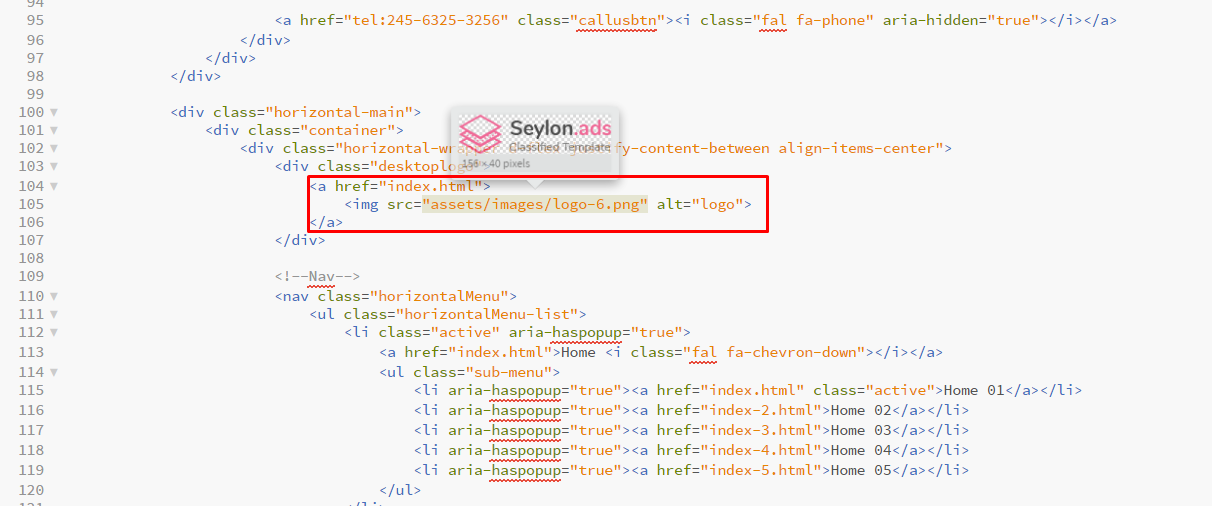 94
95 <a href="tel:245-6325-3256" class="callusbtn"><i class="fal fa-phone" aria-hidden="true"></i></a>
96 </div>
97 </div>
98 </div>
99
100 <div class="horizontal-main">
101 <div class="container">
Seylon.ads
102 <div class="horizontal- fy-content-between align-items-center">
Classified Template
103 <div class="desktoplogo
156 × 40 pixels
104 <a href="index.html">
105 <img src="assets/images/logo-6.png" alt="logo">
106 </a>
107 </div>
108
109 <!--Nav-->
110 <nav class="horizontalMenu">
111 <ul class="horizontalMenu-list">
112 <li class="active" aria-haspopup="true">
113 <a href="index.html">Home <i class="fal fa-chevron-down"></i></a>
114 <ul class="sub-menu">
115 <li aria-haspopup="true"><a href="index.html" class="active">Home 01</a></li>
116 <li aria-haspopup="true"><a href="index-2.html">Home 02</a></li>
117 <li aria-haspopup="true"><a href="index-3.html">Home 03</a></li>
118 <li aria-haspopup="true"><a href="index-4.html">Home 04</a></li>
119 <li aria-haspopup="true"><a href="index-5.html">Home 05</a></li>
120 </ul>
121 </li>